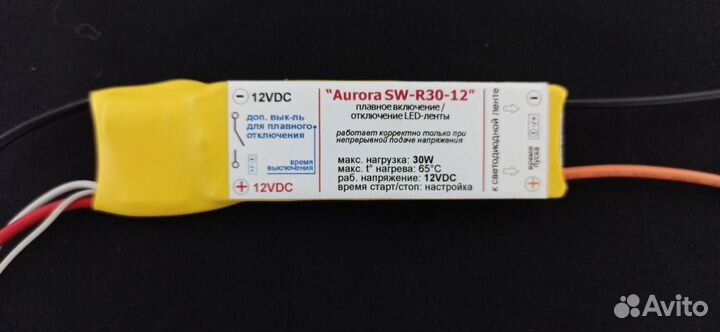 12VDC
доп. вык-ль
для плавного
отключения
время
выключения
12VDC
"Aurora SW-R30-12"
плавное включение/
отключение LED-ленты
работает корректно только при
непрерывной подаче напряжения
макс. нагрузка: 30W
макс. t° нагрева: 65°C
раб. напряжение: 12VDC
время старт/стоп: настройка
к светодиодной ленте
время
пуска
Avito